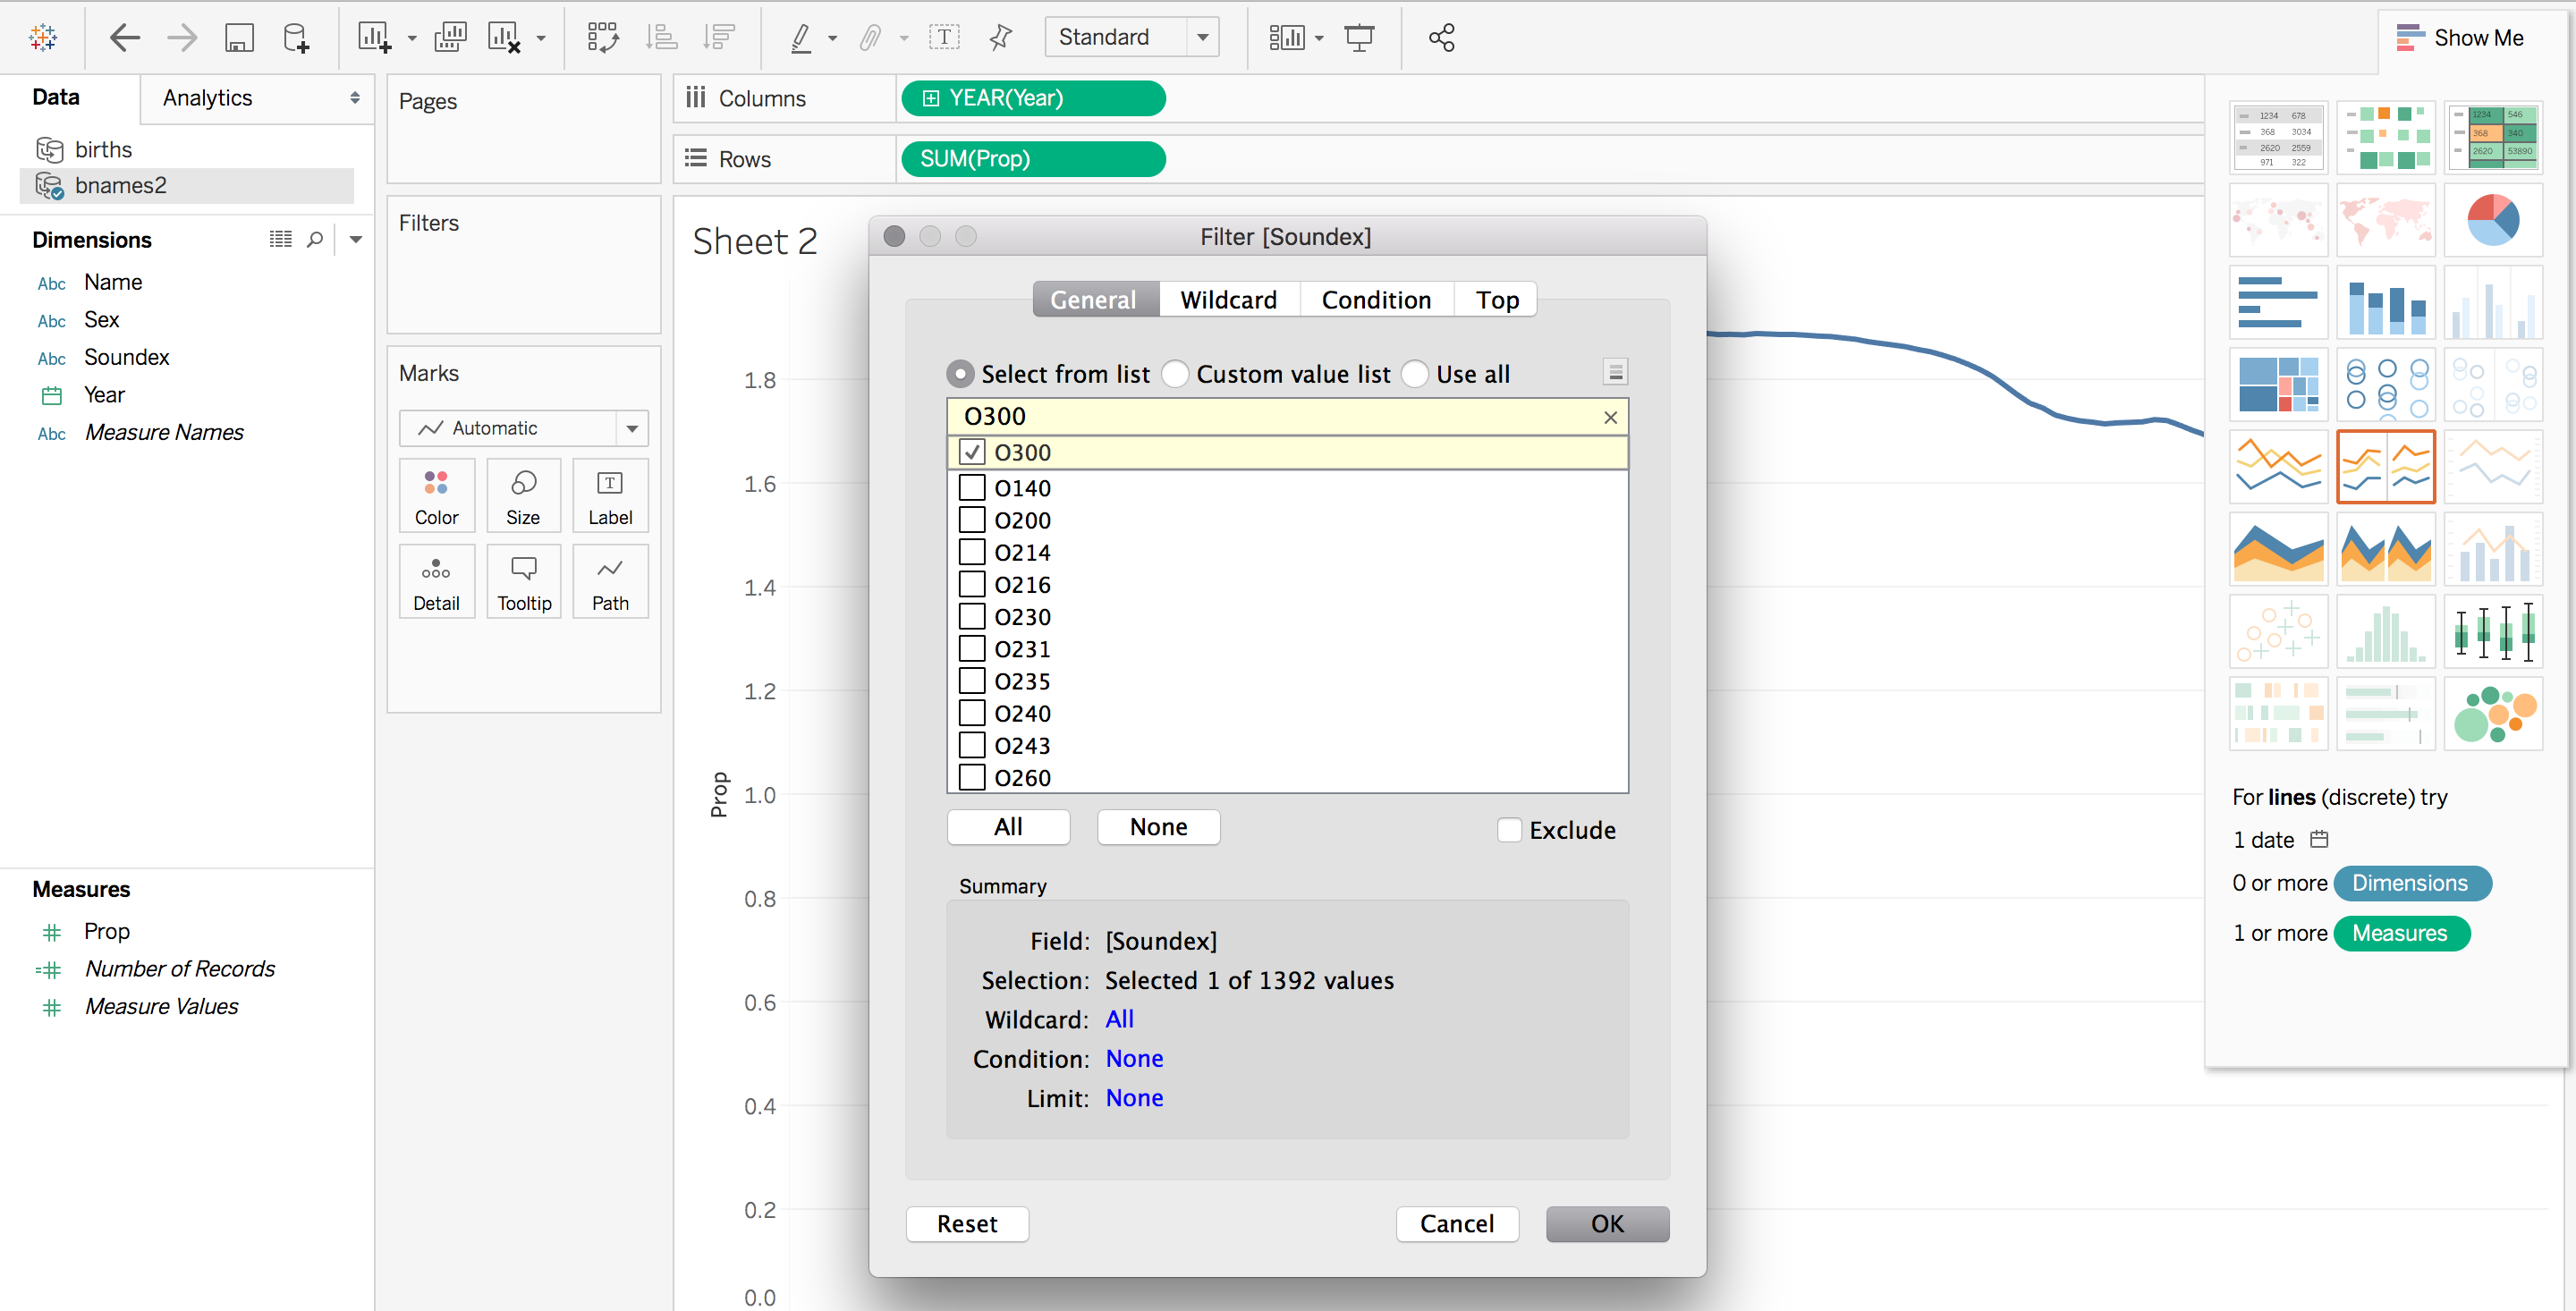 Standard
Show Me
Data
Analytics
births
bnames2
Dimensions
Abc Name
Abc Sex
Abc Soundex
Year
Abc Measure Names
Measures
Prop
Number of Records
Measure Values
Pages
Filters
Marks
Automatic
Color
Size
Label
Detail
Tooltip
Path
Columns
YEAR(Year)
Rows
SUM(Prop)
Sheet 2
Prop
1.8
1.6
1.4
1.2
1.0
0.8
0.6
0.4
0.2
0.0
Filter [Soundex]
General
Wildcard
Condition
Top
Select from list
Custom value list
Use all
O300
O300
O140
O200
O214
O216
O230
O231
O235
O240
O243
O260
All
None
Exclude
Summary
Field: [Soundex]
Selection: Selected 1 of 1392 values
Wildcard: All
Condition: None
Limit: None
Reset
Cancel
OK
1234 678
368 3034
2620 2559
971 322
1234 546
368 340
2620 53890
For lines (discrete) try
1 date
0 or more Dimensions
1 or more Measures